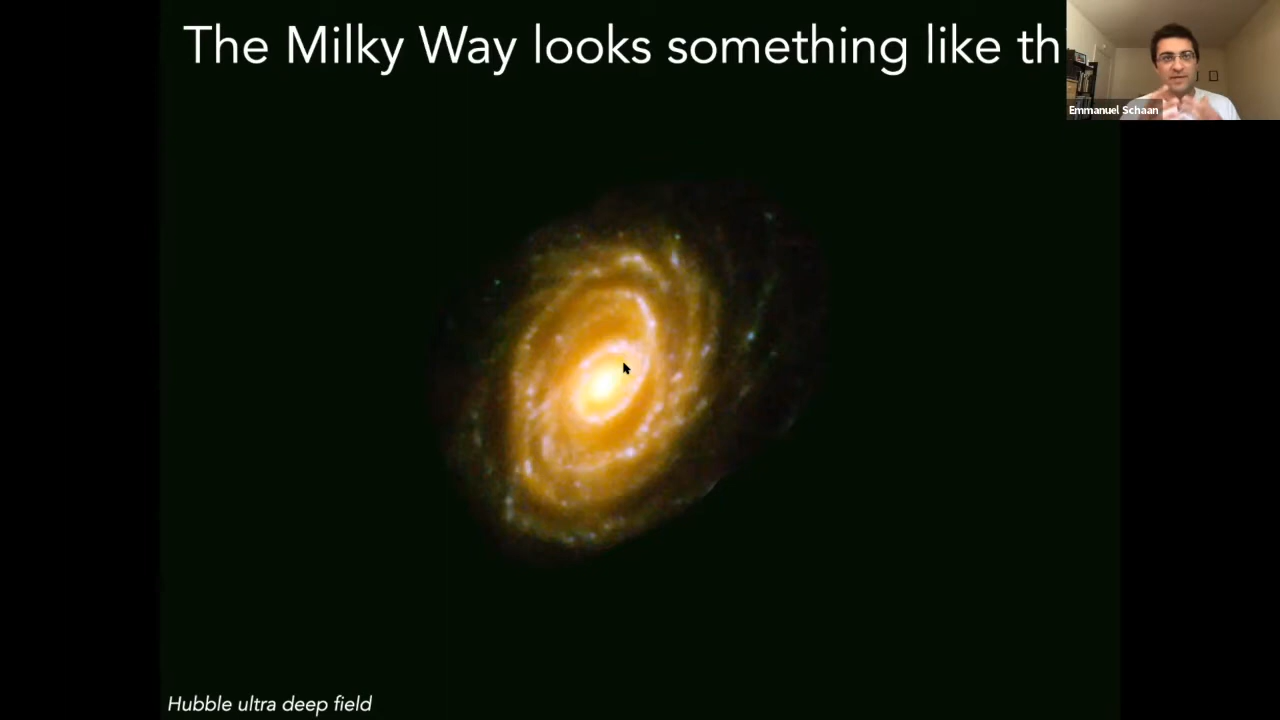 The Milky Way looks something like th
Emmanuel Schaan
Hubble ultra deep field